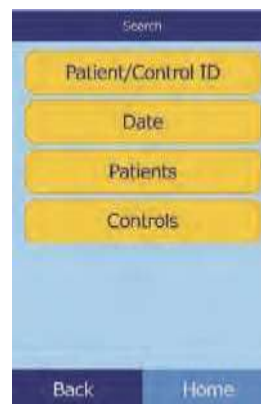 Search
Patient/Control ID
Date
Patients
Controls
Back
Home